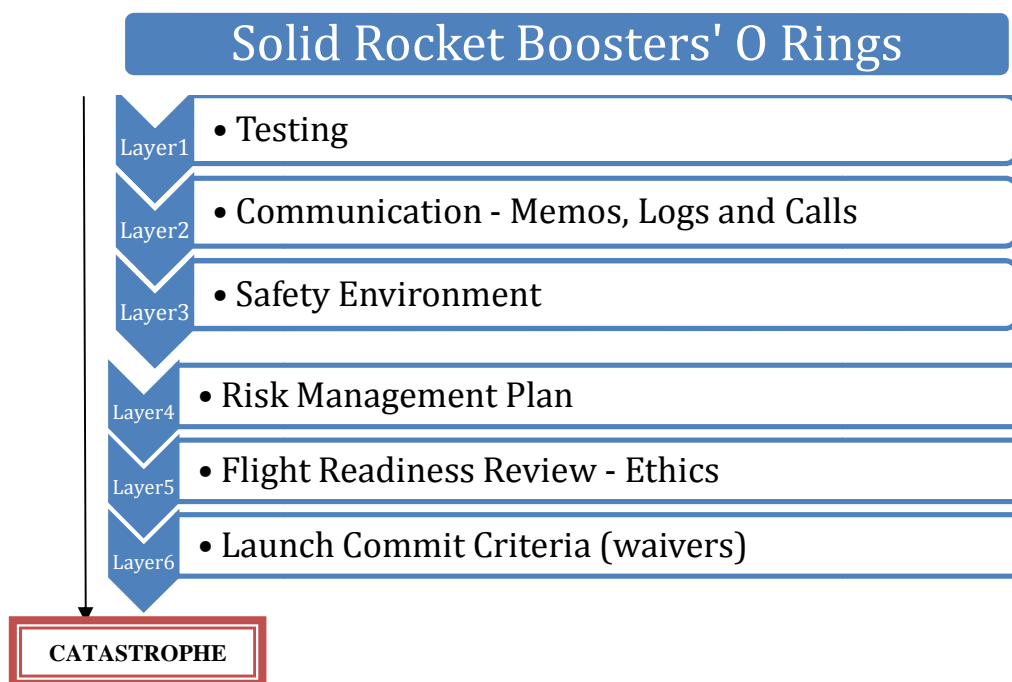 Solid Rocket Boosters' O Rings
Layer1
• Testing
Layer2
• Communication - Memos, Logs and Calls
Layer3
• Safety Environment
Layer4
• Risk Management Plan
Layer5
• Flight Readiness Review - Ethics
Layer6
• Launch Commit Criteria (waivers)
CATASTROPHE